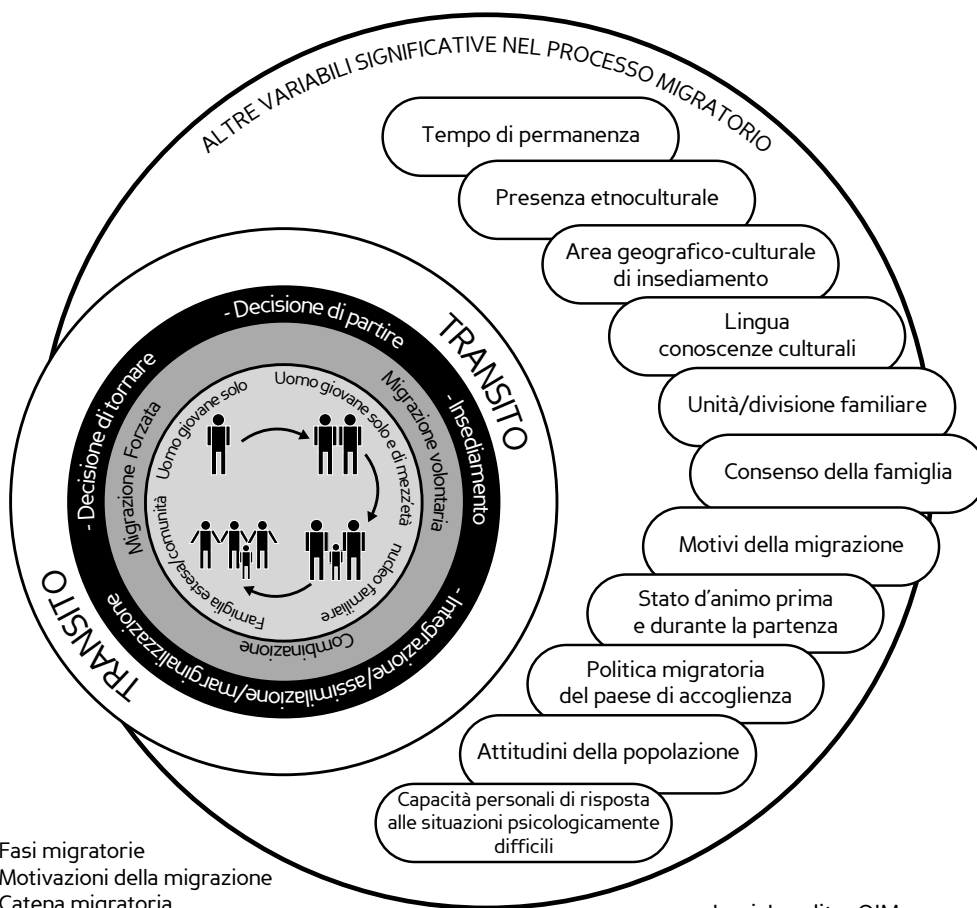 ALTRE VARIABILI SIGNIFICATIVE NEL PROCESSO MIGRATORIO
Tempo di permanenza
Presenza etnoculturale
Area geografico-culturale
di insediamento
Lingua
conoscenze culturali
Unità/divisione familiare
Consenso della famiglia
Motivi della migrazione
Stato d'animo prima
e durante la partenza
Politica migratoria
del paese di accoglienza
Attitudini della popolazione
Capacità personali di risposta
alle situazioni psicologicamente
difficili
TRANSITO
TRANSITO
- Decisione di partire
- Insediamento
- Integrazione/assimilazione/marginalizzazione
- Decisione di tornare
Migrazione Forzata
Migrazione volontaria
Combinazione
Uomo giovane solo
Uomo giovane solo e di mezz'età
nucleo familiare
Famiglia estesa/comunità
Fasi migratorie
Motivazioni della migrazione
Catena migratoria